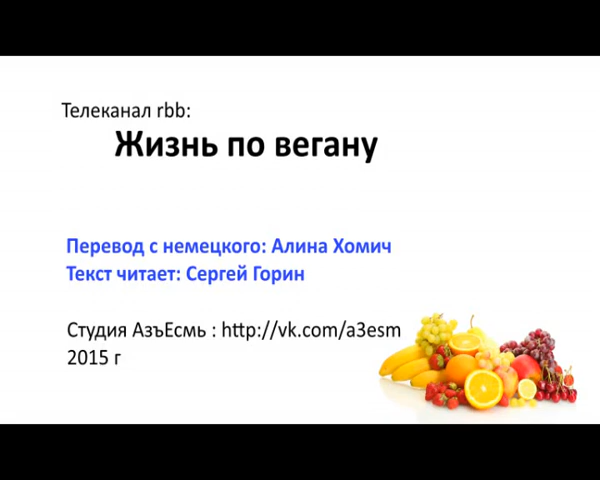 Телеканал rbb:
Жизнь по вегану
Перевод с немецкого: Алина Хомич
Текст читает: Сергей Горин
Студия АзъЕсмь : http://vk.com/a3esm
2015 г